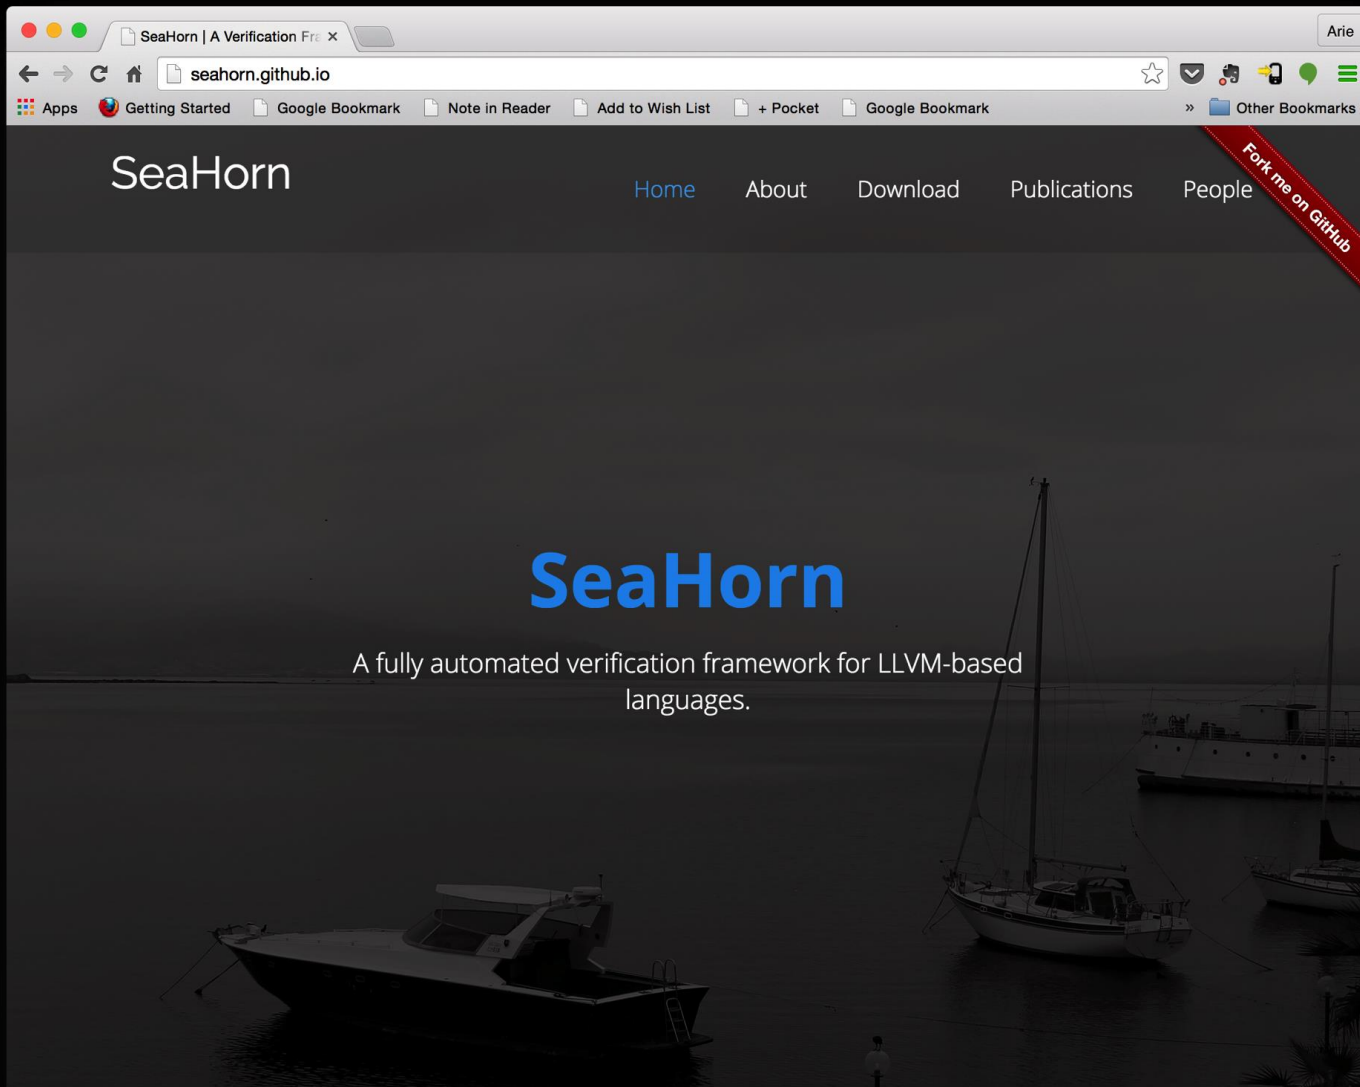 SeaHorn | A Verification Fra
Arie
seahorn.github.io
Apps
Getting Started
Google Bookmark
Note in Reader
Add to Wish List
+ Pocket
Google Bookmark
»
Other Bookmarks
SeaHorn
Home
About
Download
Publications
People
Fork me on GitHub
SeaHorn
A fully automated verification framework for LLVM-based
languages.